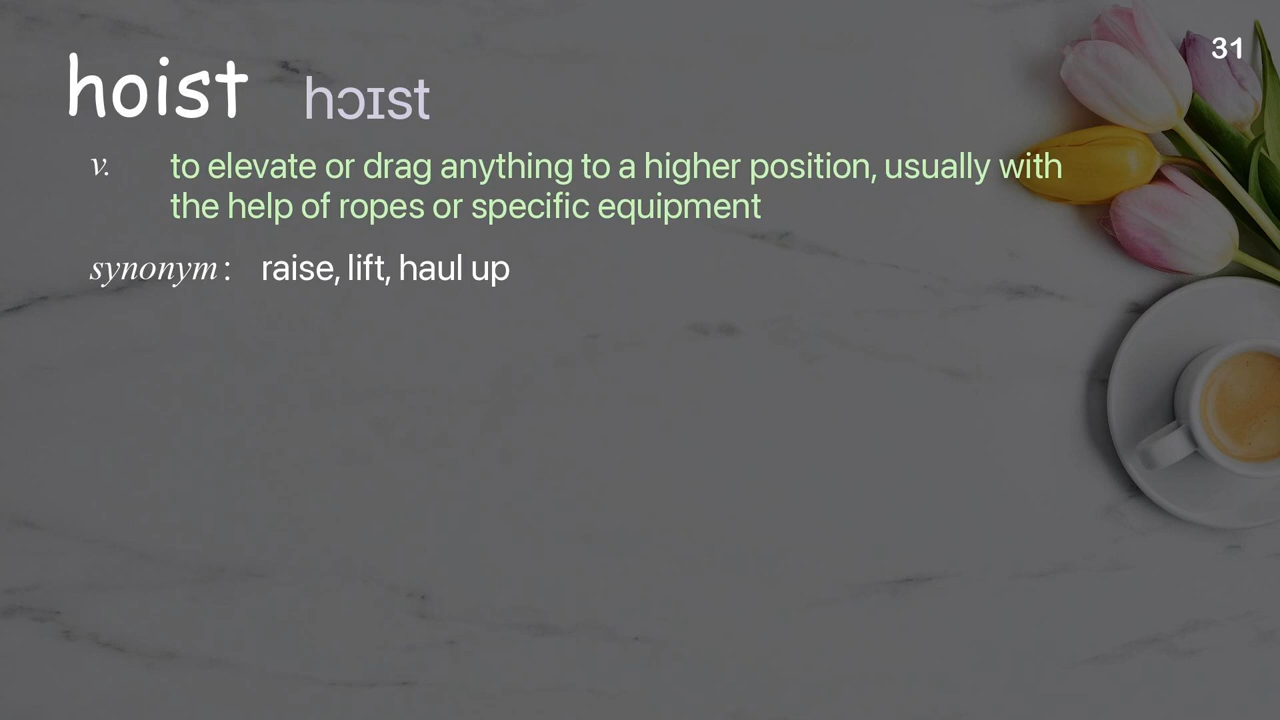 31
hoist hɔɪst
v. to elevate or drag anything to a higher position, usually with
the help of ropes or specific equipment
synonym : raise, lift, haul up